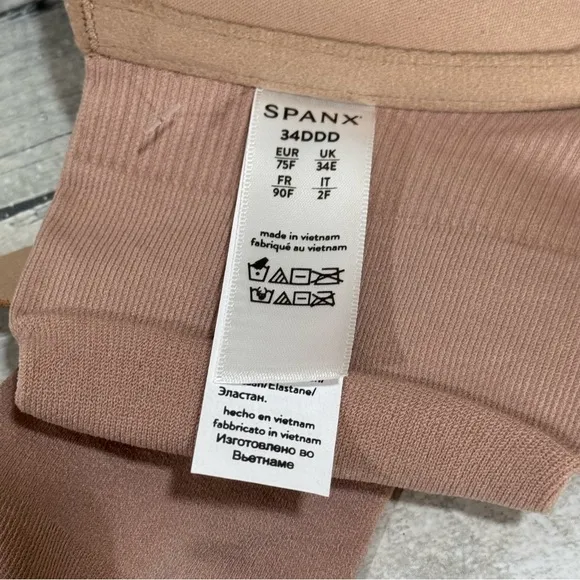 SPANX®
34DDD
EUR UK
75F 34E
FR IT
90F 2F
made in vietnam
fabriqué au vietnam
/Elastane/
Эластан.
hecho en vietnam
fabbricato in vietnam
Изготовлено во
Вьетнаме